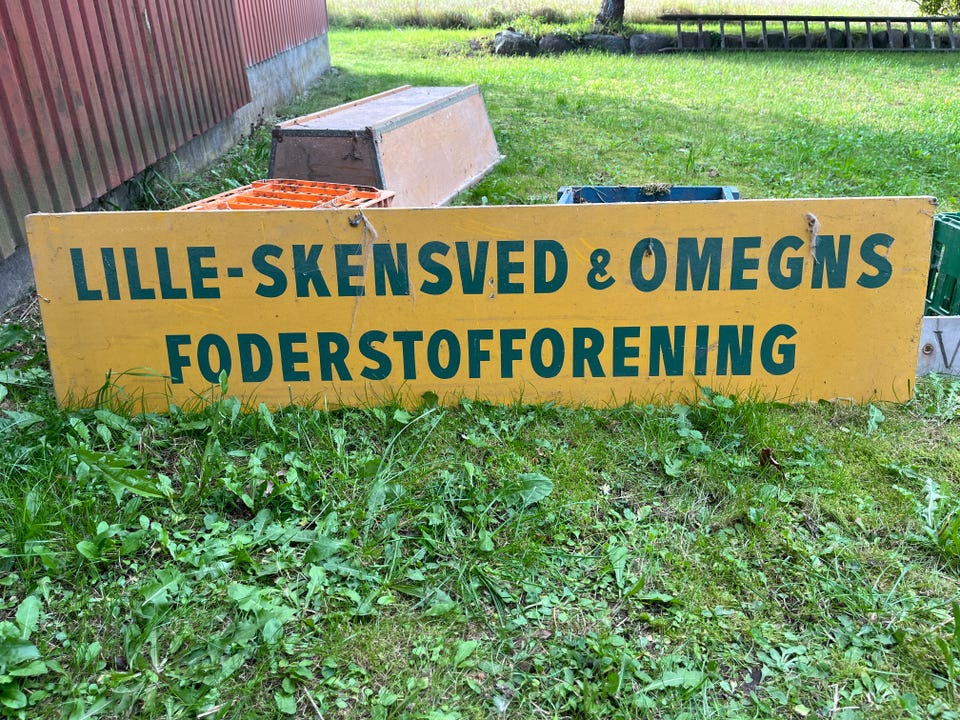 LILLE-SKENSVED & OMEGNS
FODERSTOFFORENING
V